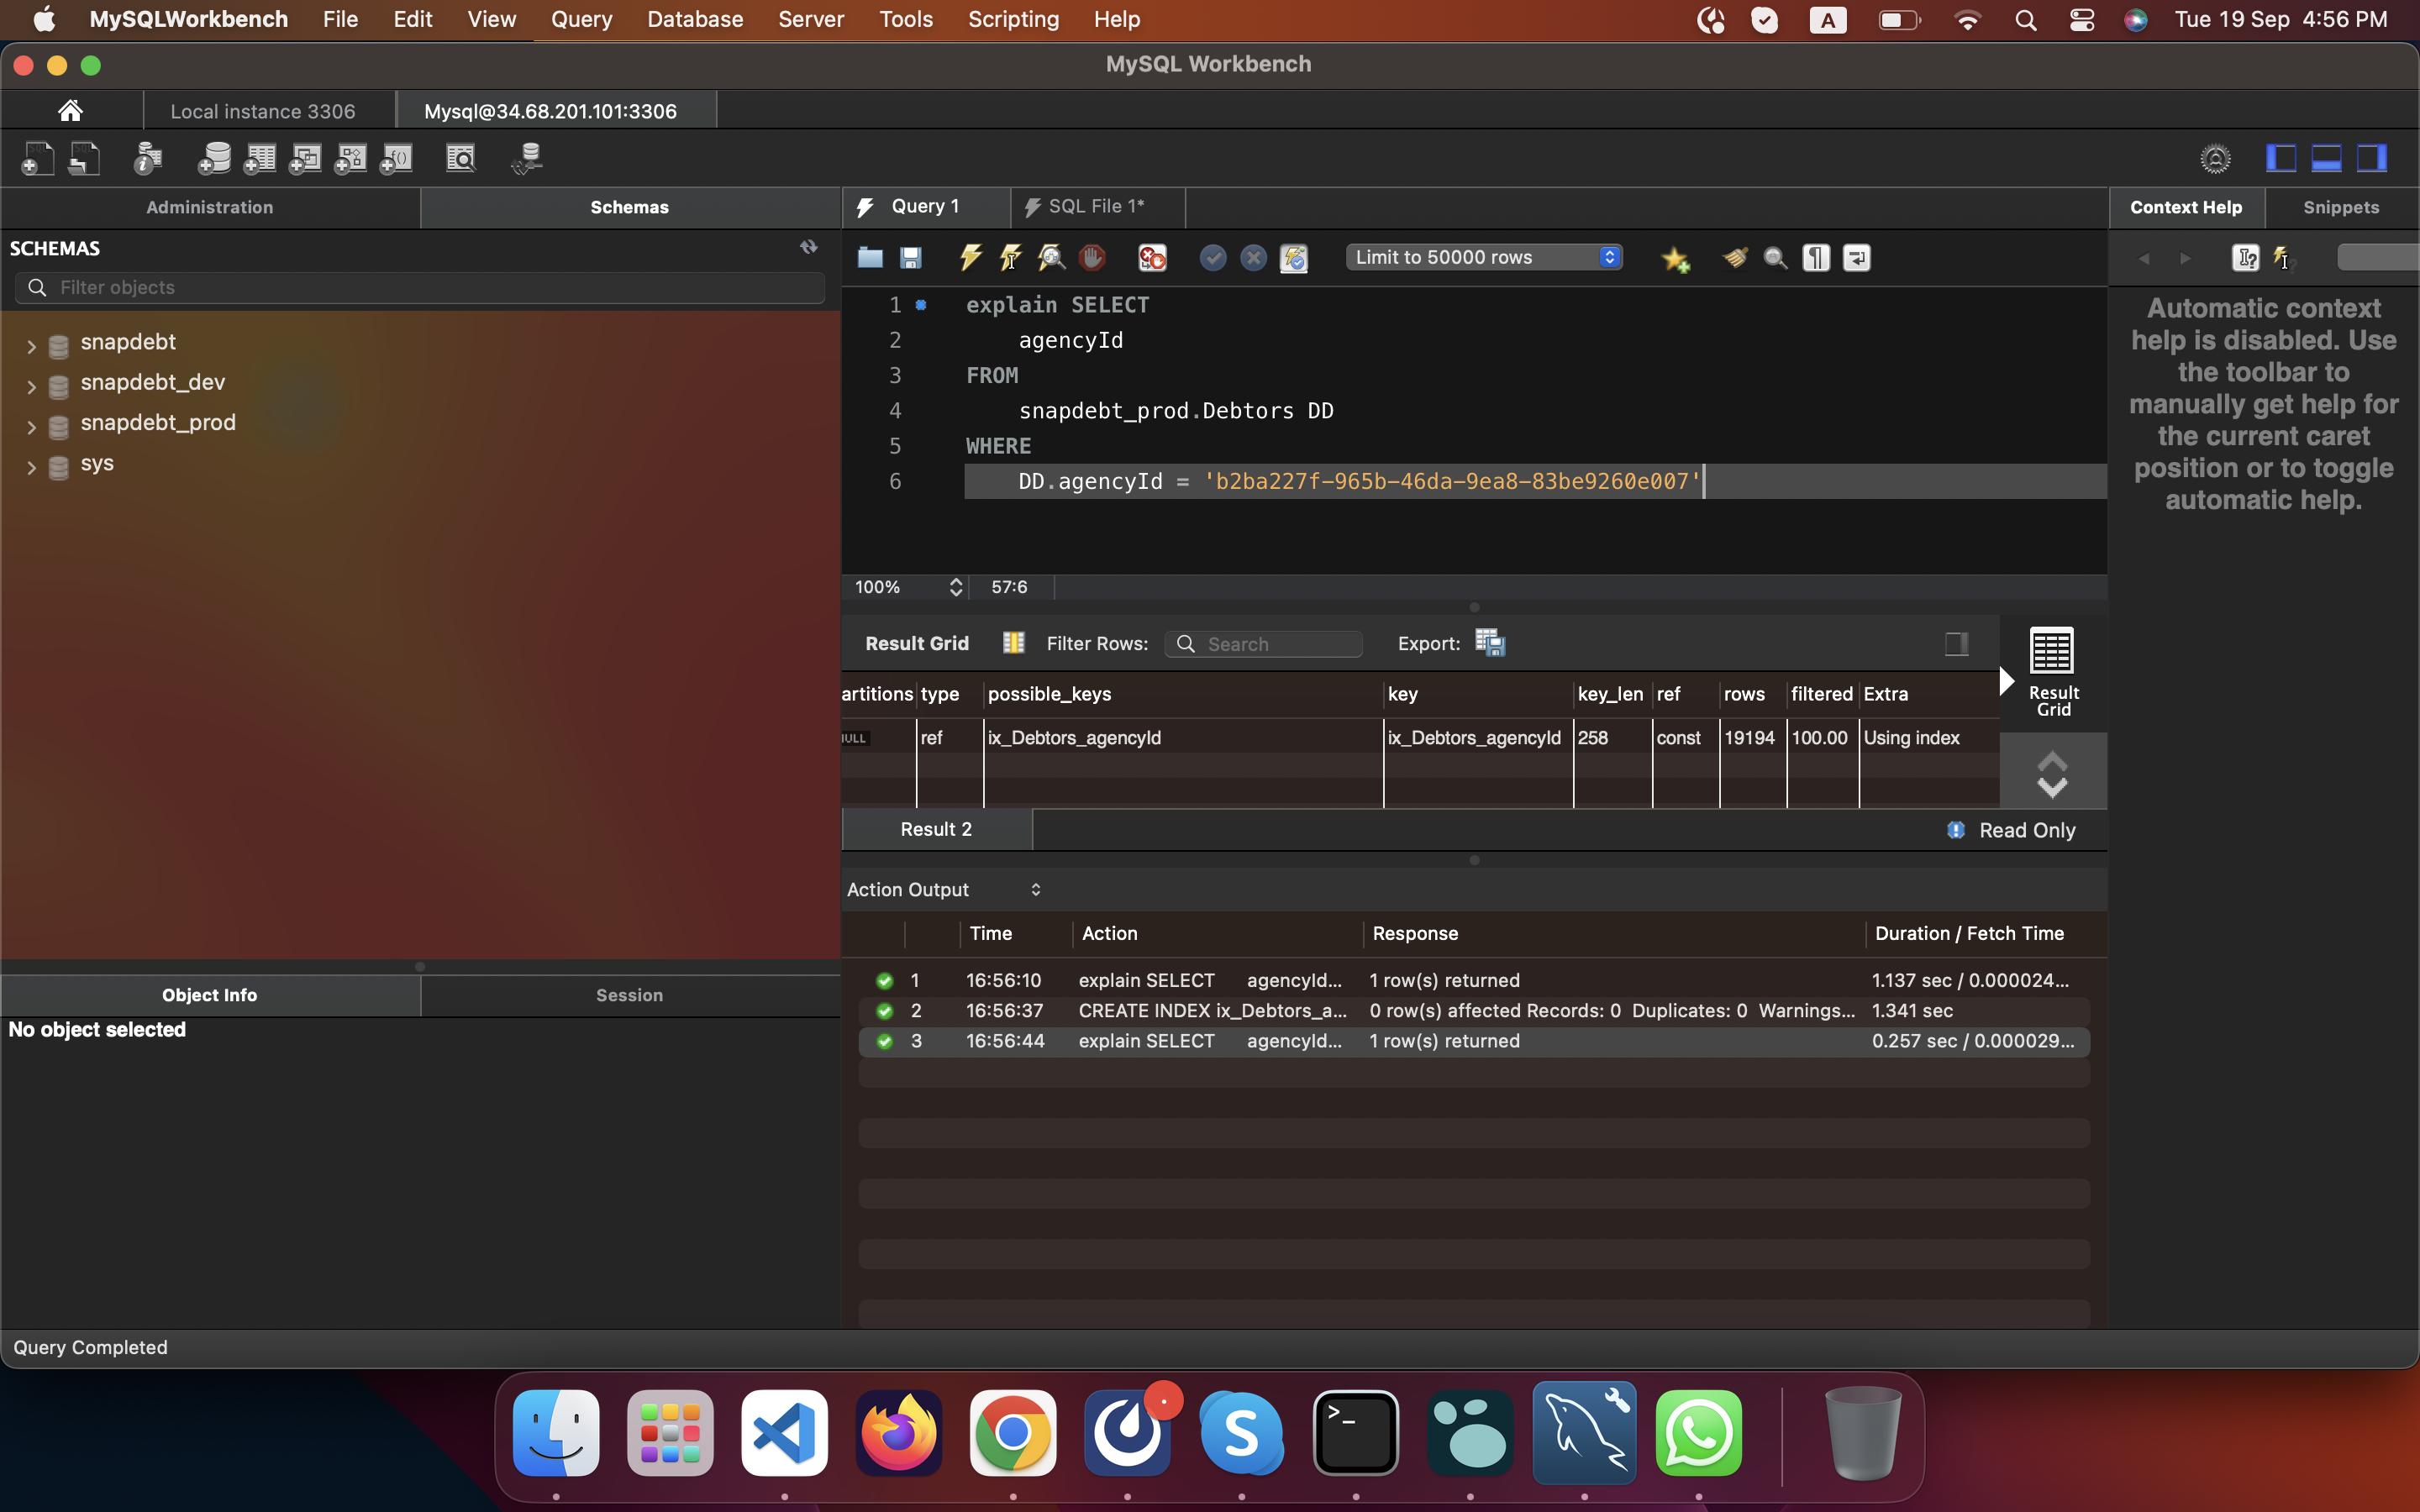 MySQLWorkbench File Edit View Query Database Server Tools Scripting Help A Tue 19 Sep 4:56 PM
MySQL Workbench
Local instance 3306 Mysql@34.68.201.101:3306
Administration Schemas
Query 1 SQL File 1*
Context Help Snippets
SCHEMAS
Filter objects
snapdebt
snapdebt_dev
snapdebt_prod
sys
Limit to 50000 rows
1 explain SELECT
2 agencyId
3 FROM
4 snapdebt_prod.Debtors DD
5 WHERE
6 DD.agencyId = 'b2ba227f-965b-46da-9ea8-83be9260e007'
100% 57:6
Automatic context
help is disabled. Use
the toolbar to
manually get help for
the current caret
position or to toggle
automatic help.
Result Grid Filter Rows: Search Export:
Result
Grid
artitions type possible_keys key key_len ref rows filtered Extra
ref ix_Debtors_agencyId ix_Debtors_agencyId 258 const 19194 100.00 Using index
Result 2 Read Only
Action Output
Time Action Response Duration / Fetch Time
1 16:56:10 explain SELECT agencyId... 1 row(s) returned 1.137 sec / 0.000024...
2 16:56:37 CREATE INDEX ix_Debtors_a... 0 row(s) affected Records: 0 Duplicates: 0 Warnings... 1.341 sec
3 16:56:44 explain SELECT agencyId... 1 row(s) returned 0.257 sec / 0.000029...
Object Info Session
No object selected
Query Completed